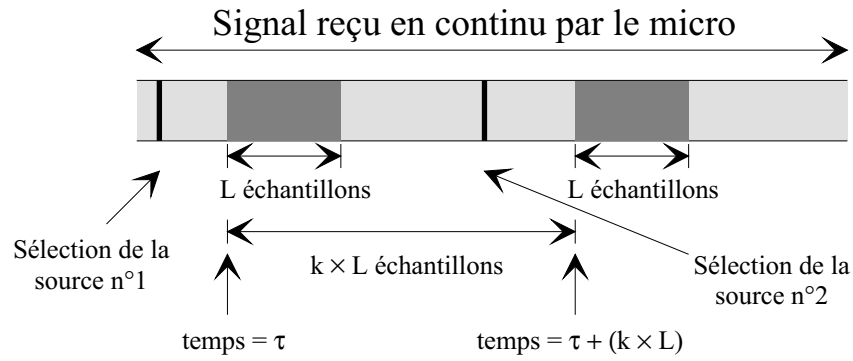 Signal reçu en continu par le micro
L échantillons
L échantillons
Sélection de la
source n°1
k × L échantillons
Sélection de la
source n°2
temps = τ
temps = τ + (k × L)